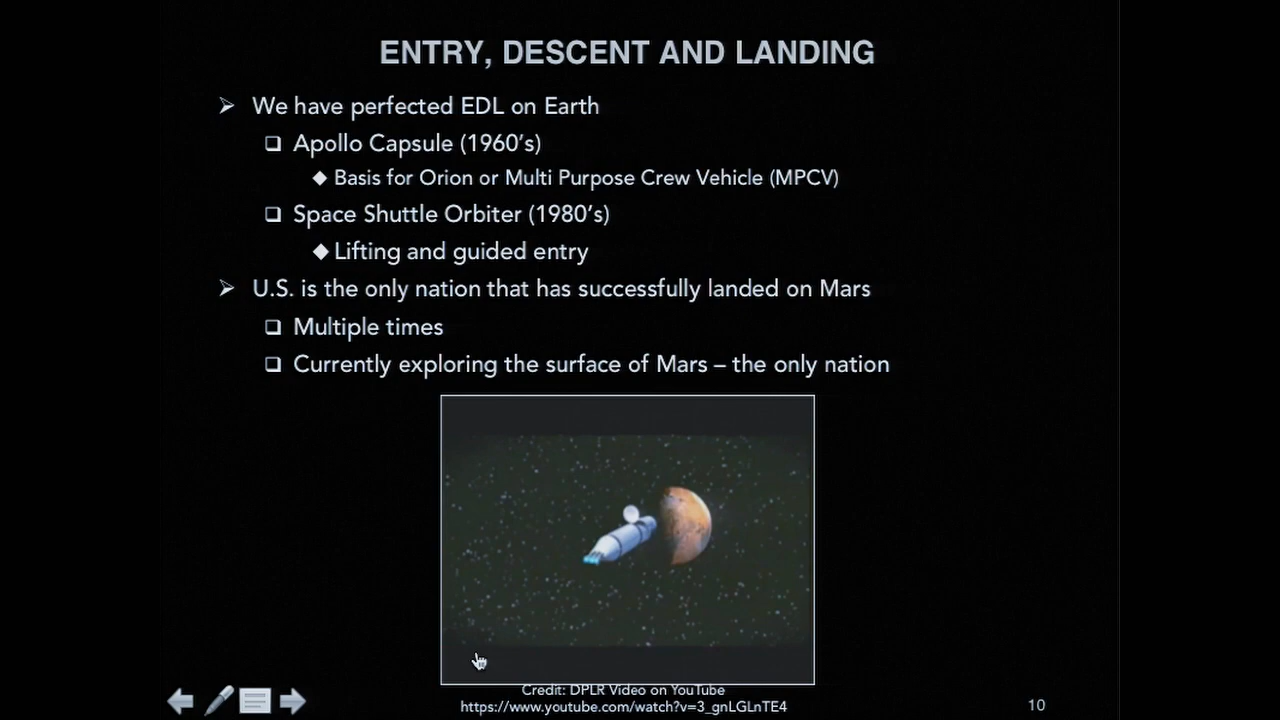 ENTRY, DESCENT AND LANDING
We have perfected EDL on Earth
Apollo Capsule (1960's)
Basis for Orion or Multi Purpose Crew Vehicle (MPCV)
Space Shuttle Orbiter (1980's)
Lifting and guided entry
U.S. is the only nation that has successfully landed on Mars
Multiple times
Currently exploring the surface of Mars – the only nation
Credit: DPLR Video on YouTube
https://www.youtube.com/watch?v=3_gnLGLnTE4
10